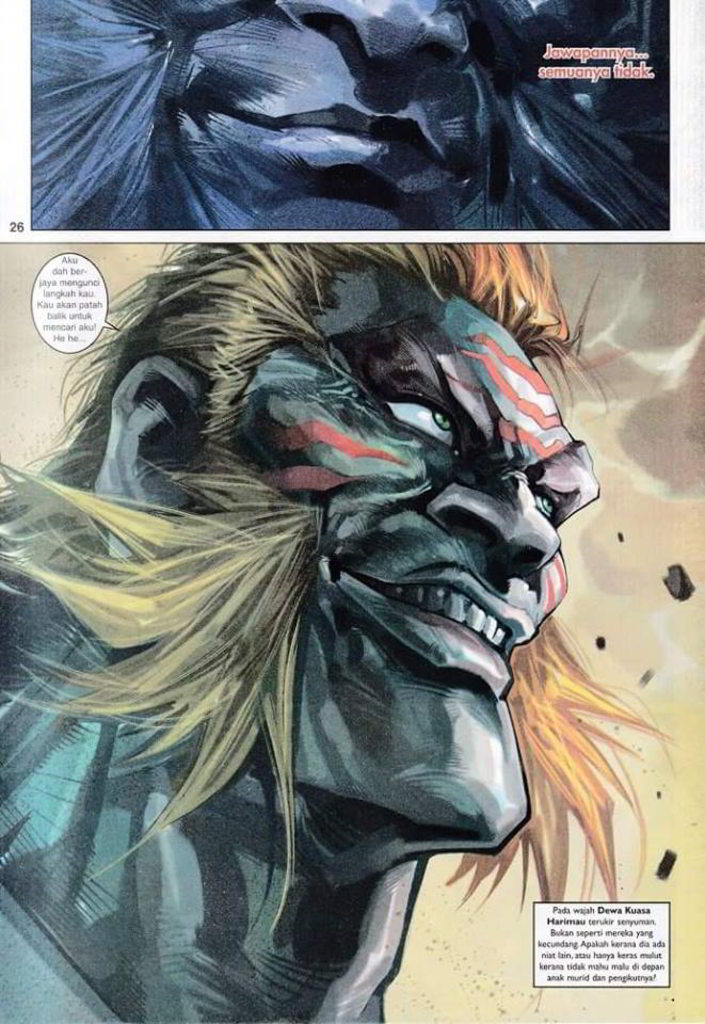 Jawapannya...
semuanya tidak.
26
Aku
dah ber-
jaya mengunci
langkah kau.
Kau akan patah
balik untuk
mencari aku!
He he...
Pada wajah Dewa Kuasa
Harimau terukir senyuman.
Bukan seperti mereka yang
kecundang. Apakah kerana dia ada
niat lain, atau hanya keras mulut
kerana tidak mahu malu di depan
anak murid dan pengikutnya?